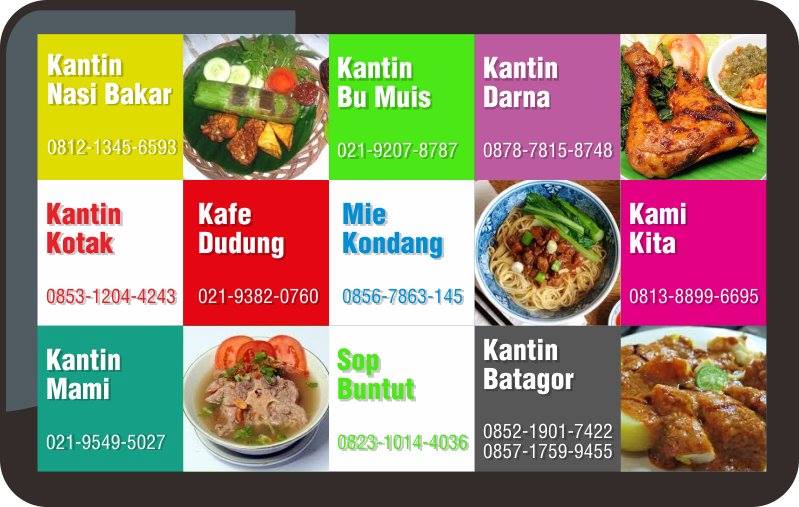 Kantin
Nasi Bakar
0812-1345-6593
Kantin
Bu Muis
021-9207-8787
Kantin
Darna
0878-7815-8748
Kantin
Kotak
0853-1204-4243
Kafe
Dudung
021-9382-0760
Mie
Kondang
0856-7863-145
Kami
Kita
0813-8899-6695
Kantin
Mami
021-9549-5027
Sop
Buntut
0823-1014-4036
Kantin
Batagor
0852-1901-7422
0857-1759-9455